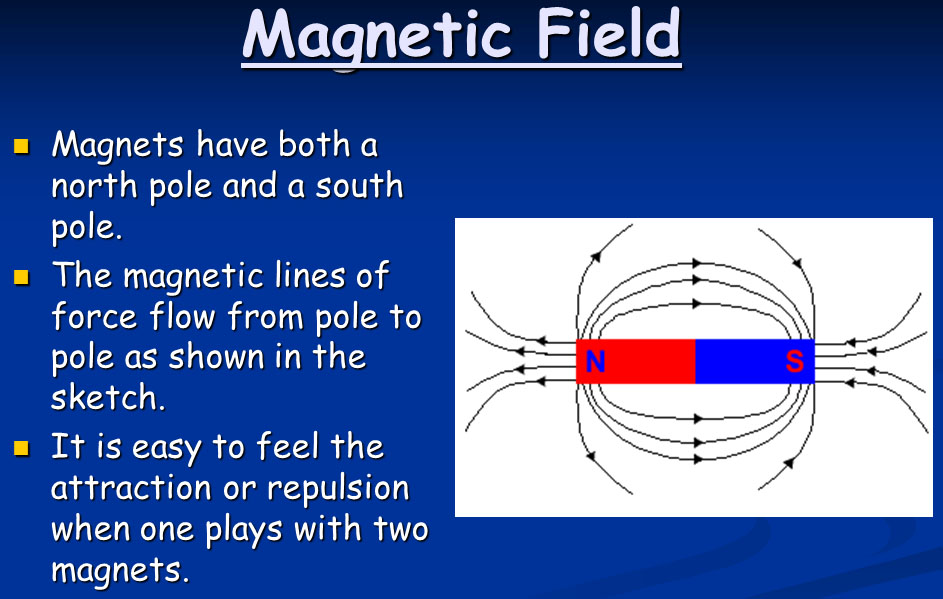 Magnetic Field
Magnets have both a
north pole and a south
pole.
The magnetic lines of
force flow from pole to
pole as shown in the
sketch.
It is easy to feel the
attraction or repulsion
when one plays with two
magnets.
N S